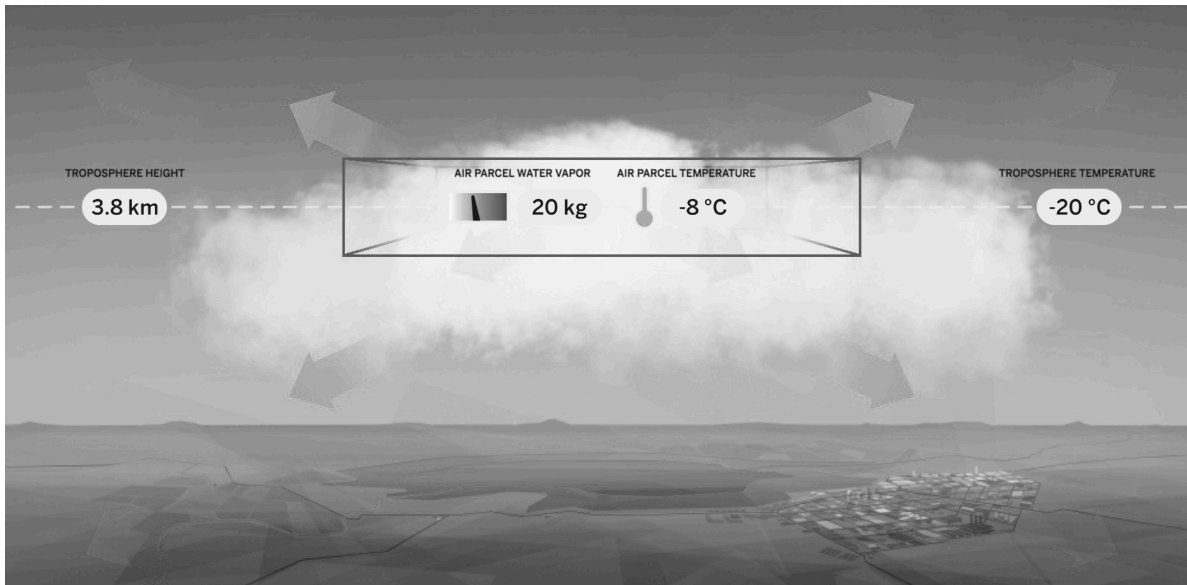 TROPOSPHERE HEIGHT
3.8 km
AIR PARCEL WATER VAPOR
20 kg
AIR PARCEL TEMPERATURE
-8 °C
TROPOSPHERE TEMPERATURE
-20 °C